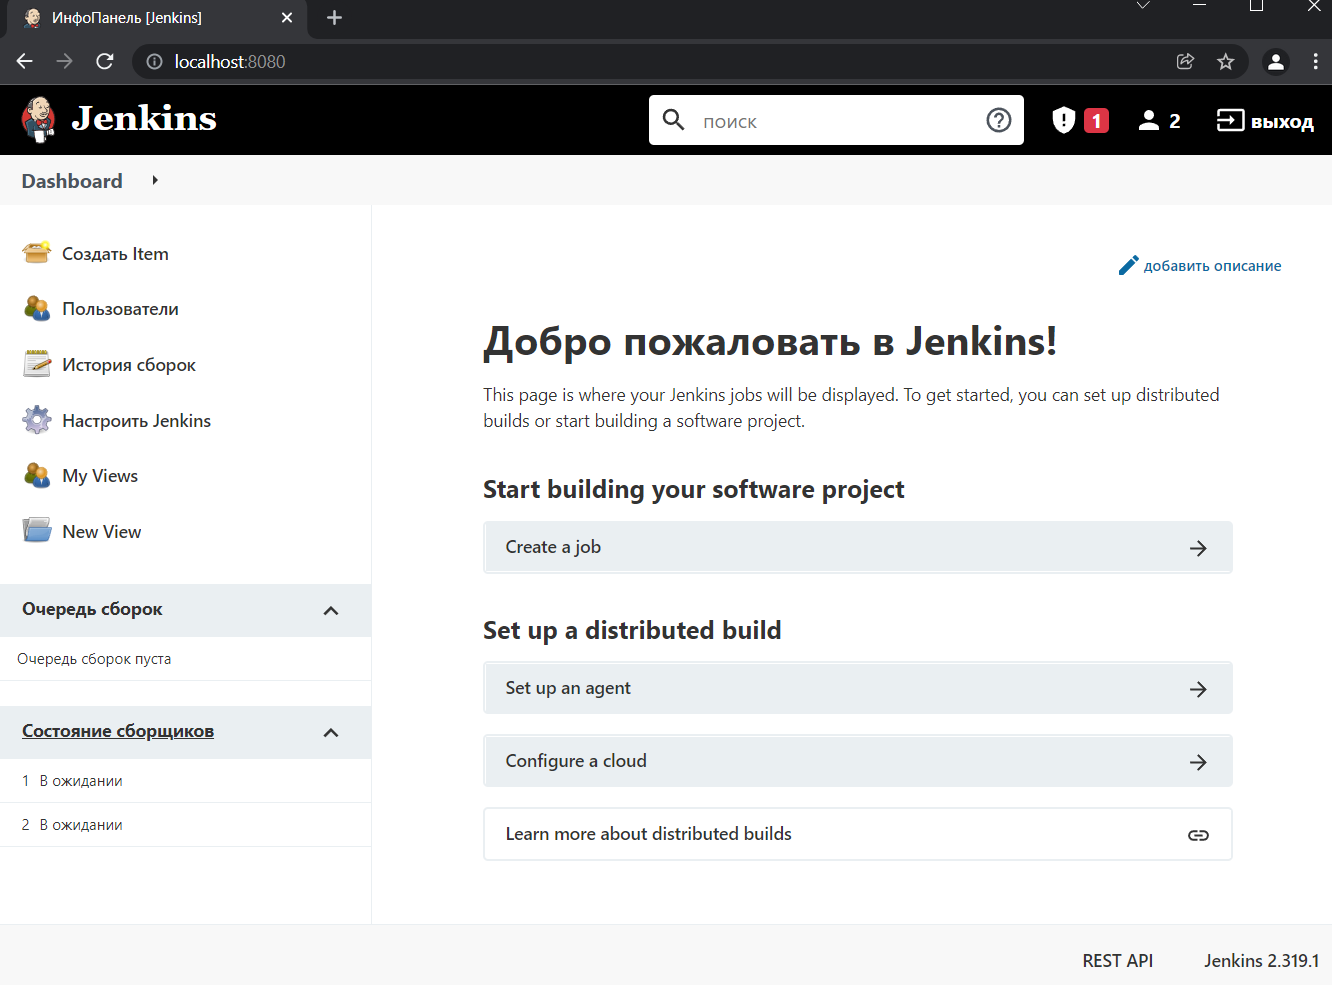 ИнфоПанель [Jenkins]
localhost:8080
Jenkins
поиск
1
2
выход
Dashboard
Создать Item
Пользователи
История сборок
Настроить Jenkins
My Views
New View
Очередь сборок
Очередь сборок пуста
Состояние сборщиков
1 В ожидании
2 В ожидании
добавить описание
Добро пожаловать в Jenkins!
This page is where your Jenkins jobs will be displayed. To get started, you can set up distributed
builds or start building a software project.
Start building your software project
Create a job
Set up a distributed build
Set up an agent
Configure a cloud
Learn more about distributed builds
REST API
Jenkins 2.319.1